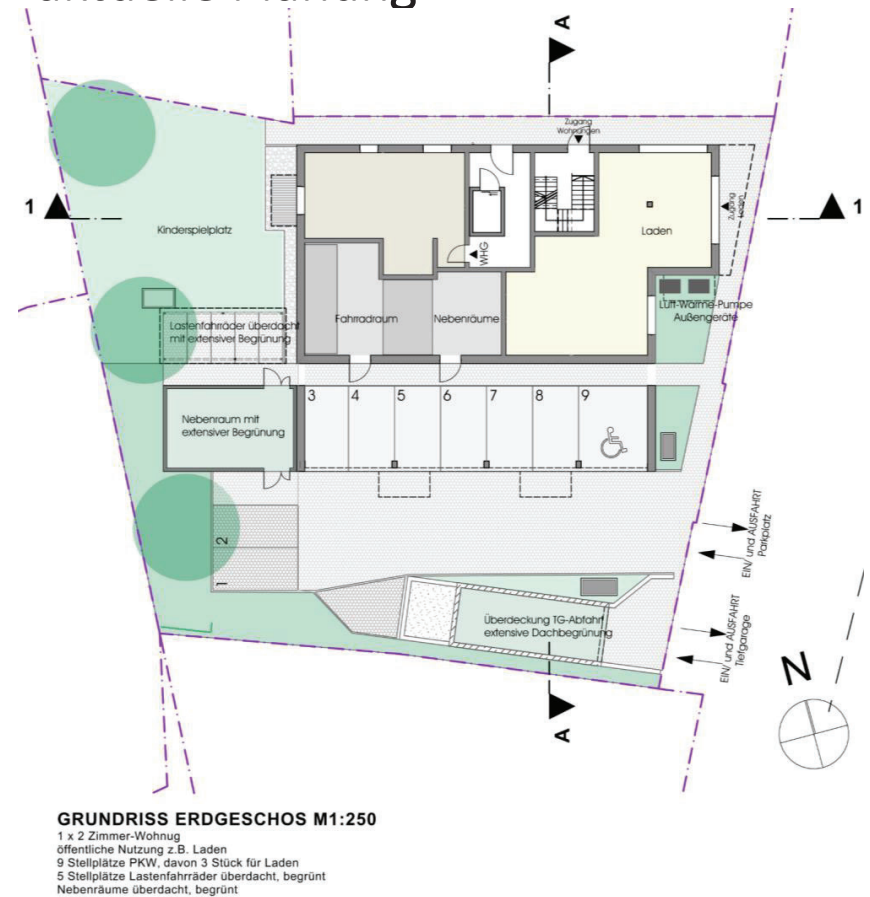 aktuelle Planung
A
Zugang
Wohnungen
1
1
Kinderspielplatz
Laden
Zugang
Laden
WHG
Luft-Wärme-Pumpe
Außengeräte
Lastenfahrräder überdacht
mit extensiver Begrünung
Fahrradraum
Nebenräume
3 4 5 6 7 8 9
Nebenraum mit
extensiver Begrünung
2
1
EIN/ und AUSFAHRT
Parkplatz
Überdeckung TG-Abfahrt
extensive Dachbegrünung
EIN/ und AUSFAHRT
Tiefgarage
N
A
GRUNDRISS ERDGESCHOS M1:250
1 x 2 Zimmer-Wohnug
öffentliche Nutzung z.B. Laden
9 Stellplätze PKW, davon 3 Stück für Laden
5 Stellplätze Lastenfahrräder überdacht, begrünt
Nebenräume überdacht, begrünt